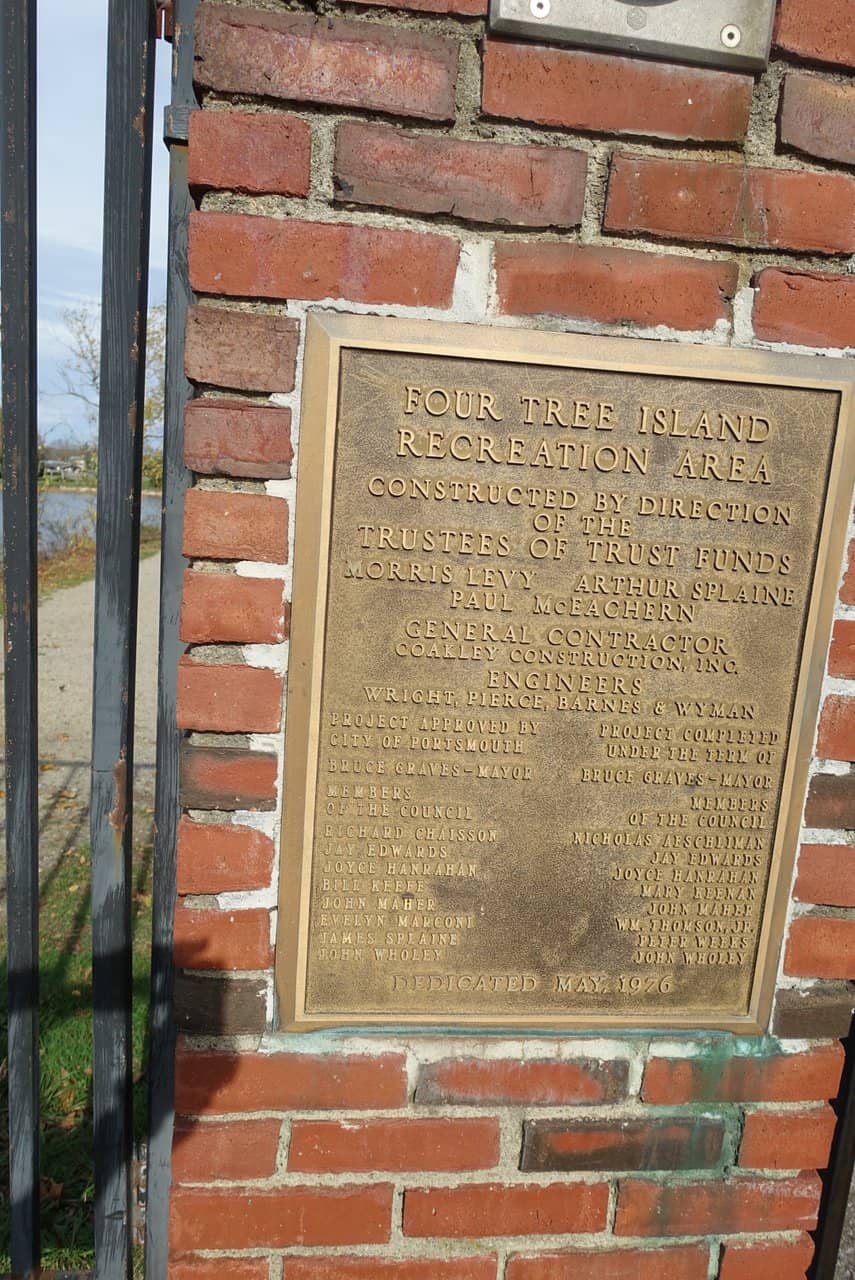 FOUR TREE ISLAND
RECREATION AREA
CONSTRUCTED BY DIRECTION
OF THE
TRUSTEES OF TRUST FUNDS
MORRIS LEVY ARTHUR SPLAINE
PAUL McEACHERN
GENERAL CONTRACTOR
COAKLEY CONSTRUCTION, INC.
ENGINEERS
WRIGHT, PIERCE, BARNES & WYMAN
PROJECT APPROVED BY
CITY OF PORTSMOUTH
BRUCE GRAVES-MAYOR
MEMBERS
OF THE COUNCIL
RICHARD CHAISSON
JAY EDWARDS
JOYCE HANRAHAN
BILL KEEFE
JOHN MAHER
EVELYN MARCONI
JAMES SPLAINE
JOHN WHOLEY
PROJECT COMPLETED
UNDER THE TERM OF
BRUCE GRAVES-MAYOR
MEMBERS
OF THE COUNCIL
NICHOLAS AESCHLIMAN
JAY EDWARDS
JOYCE HANRAHAN
MARY KEENAN
JOHN MAHER
WM. THOMSON, JR.
PETER WEEKS
JOHN WHOLEY
DEDICATED MAY, 1976